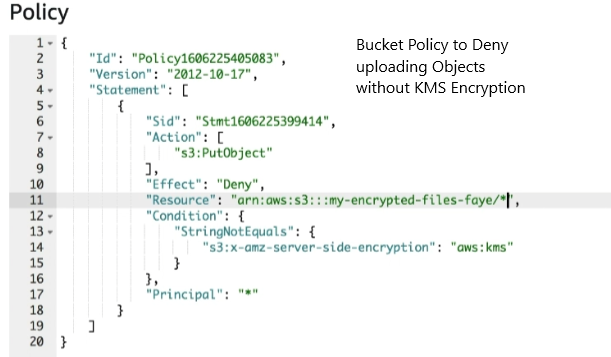 Policy
Bucket Policy to Deny
uploading Objects
without KMS Encryption
1 {
2 "Id": "Policy1606225405083",
3 "Version": "2012-10-17",
4 "Statement": [
5 {
6 "Sid": "Stmt1606225399414",
7 "Action": [
8 "s3:PutObject"
9 ],
10 "Effect": "Deny",
11 "Resource": "arn:aws:s3:::my-encrypted-files-faye/*",
12 "Condition": {
13 "StringNotEquals": {
14 "s3:x-amz-server-side-encryption": "aws:kms"
15 }
16 },
17 "Principal": "*"
18 }
19 ]
20 }